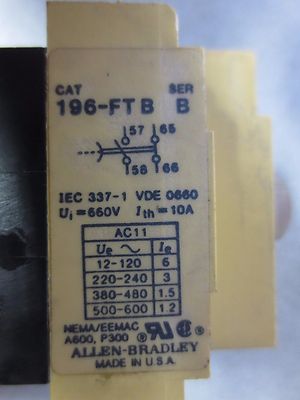 CAT SER
196-FTB B
57 65
58 66
IEC 337-1 VDE 0660
Ui=660V Ith=10A
AC11
Ue ~ Ie
12-120 6
220-240 3
380-480 1.5
500-600 1.2
NEMA/EEMAC
A600, P300
ALLEN-BRADLEY
MADE IN U.S.A.